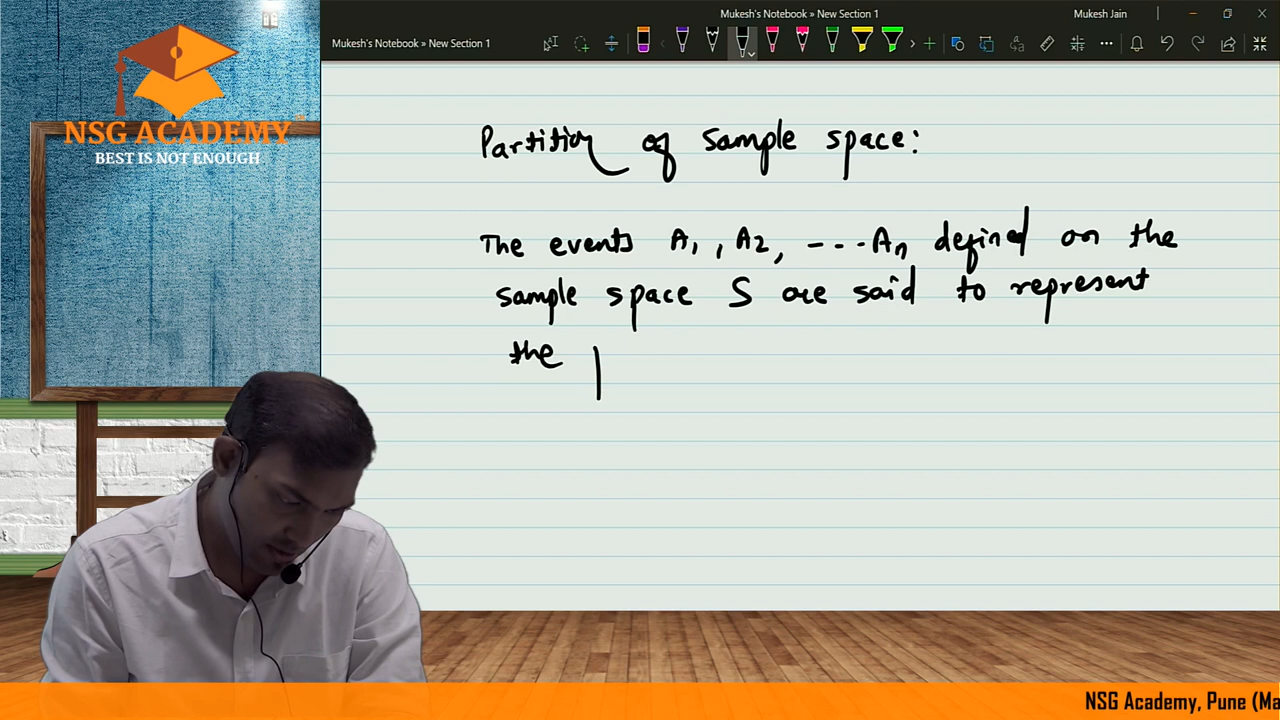 Mukesh's Notebook » New Section 1
Mukesh Jain
Mukesh's Notebook » New Section 1
NSG ACADEMY
BEST IS NOT ENOUGH
Partition of sample space:
The events A1, A2, ---An defined on the
sample space S are said to represent
the
NSG Academy, Pune (Ma